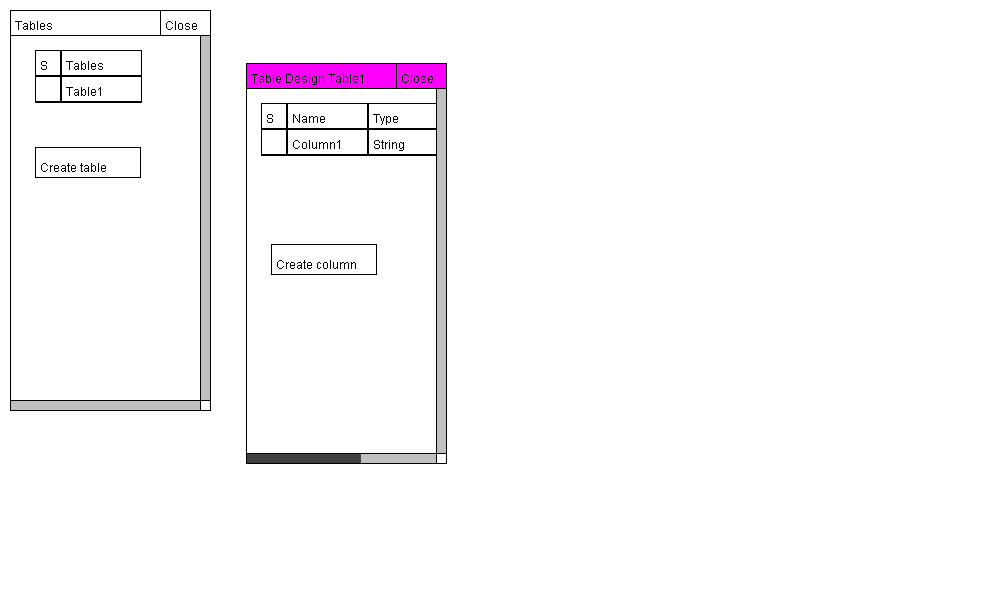 Tables Close
S Tables
Table1
Create table
Table Design Table1 Close
S Name Type
Column1 String
Create column